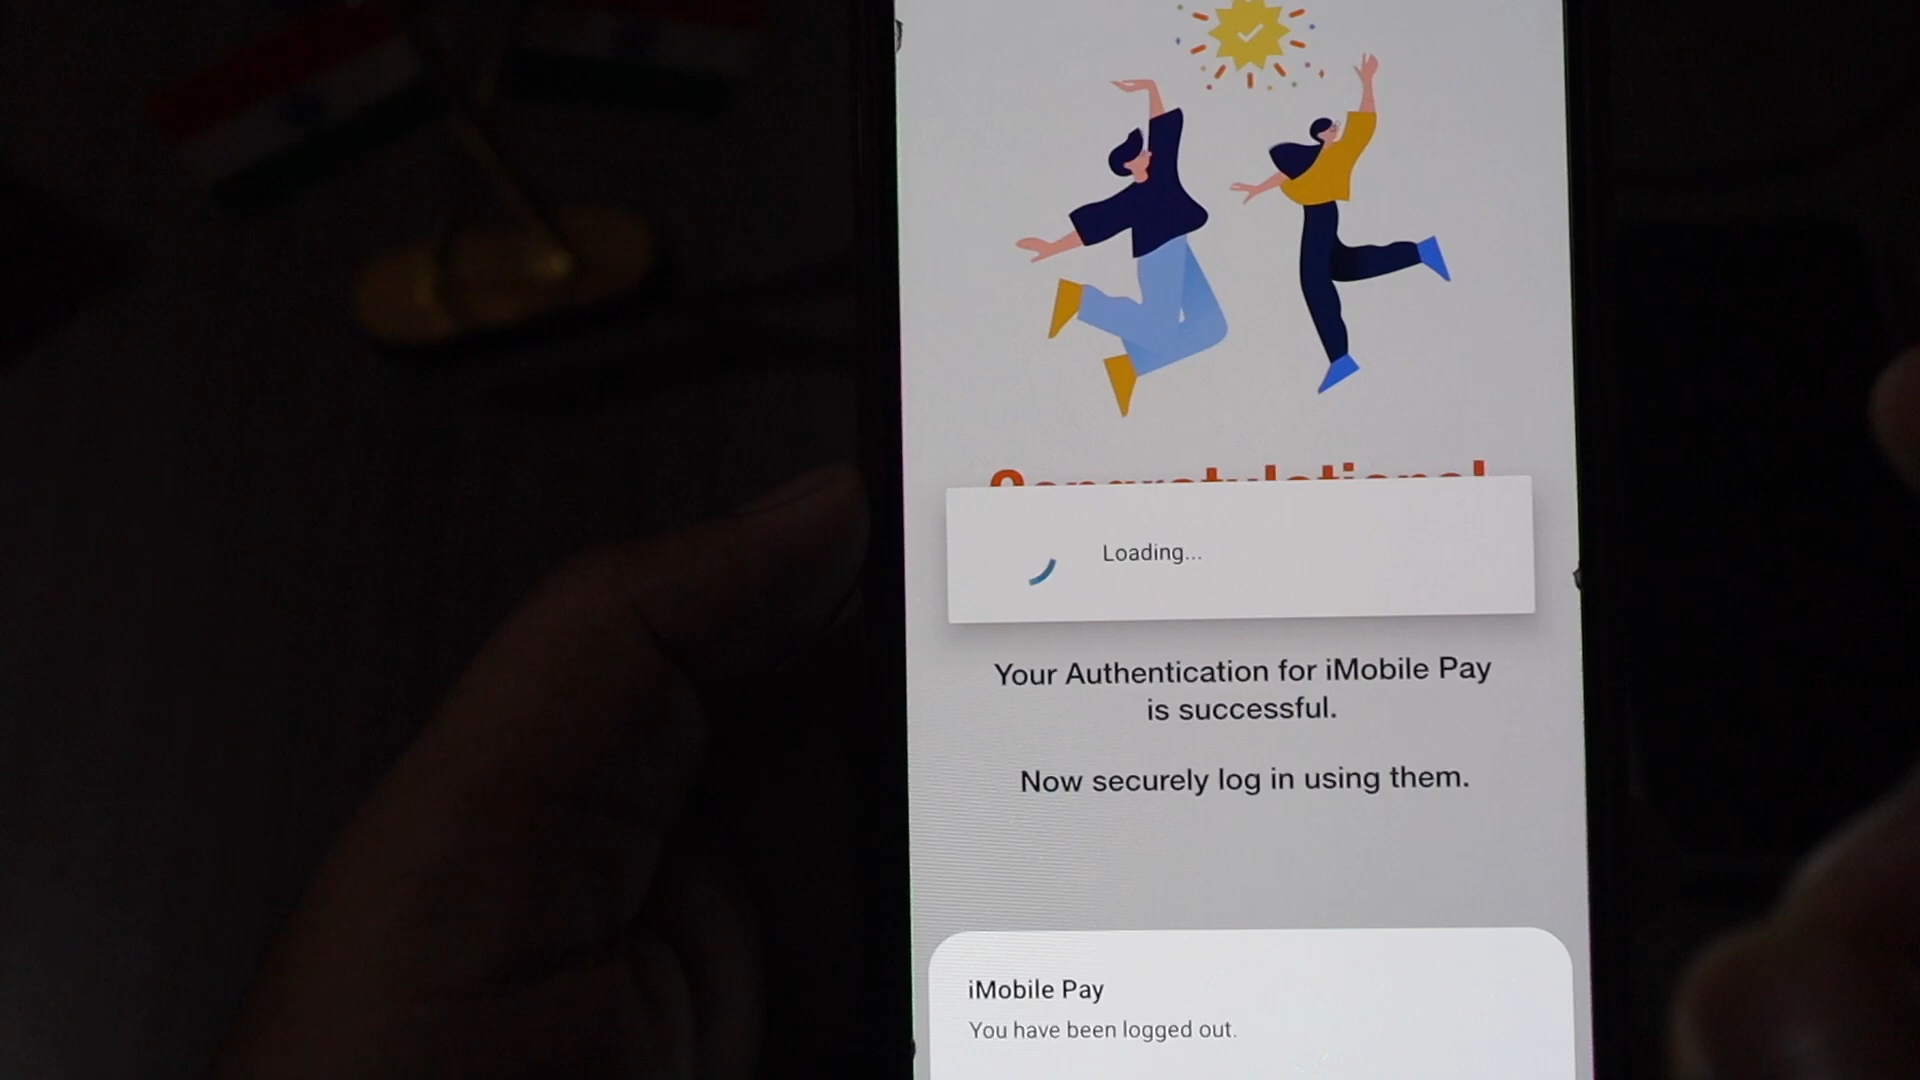 Congratulations!
Loading...
Your Authentication for iMobile Pay
is successful.
Now securely log in using them.
iMobile Pay
You have been logged out.